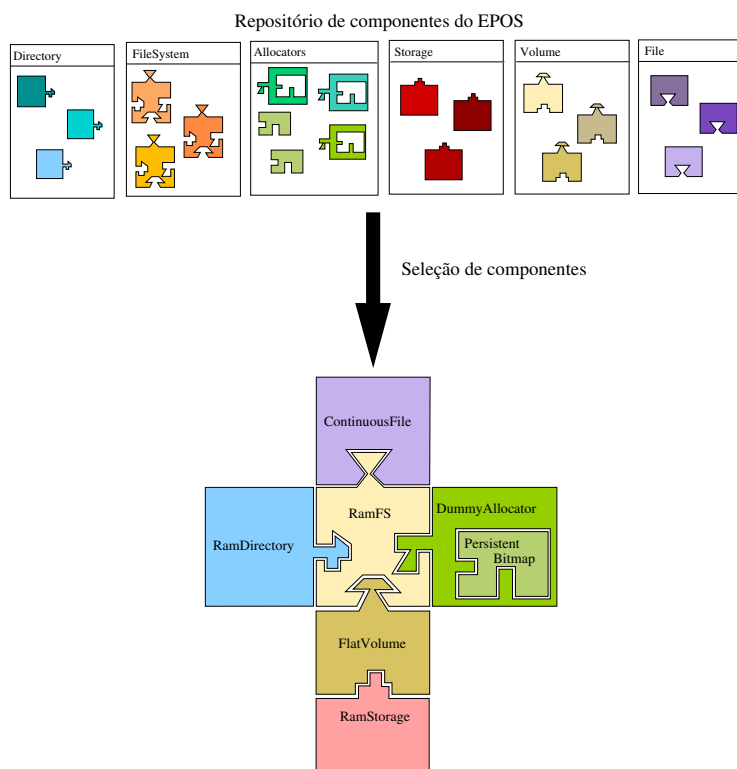 Repositório de componentes do EPOS
Directory
FileSystem
Allocators
Storage
Volume
File
Seleção de componentes
ContinuousFile
RamFS
DummyAllocator
RamDirectory
Persistent
Bitmap
FlatVolume
RamStorage